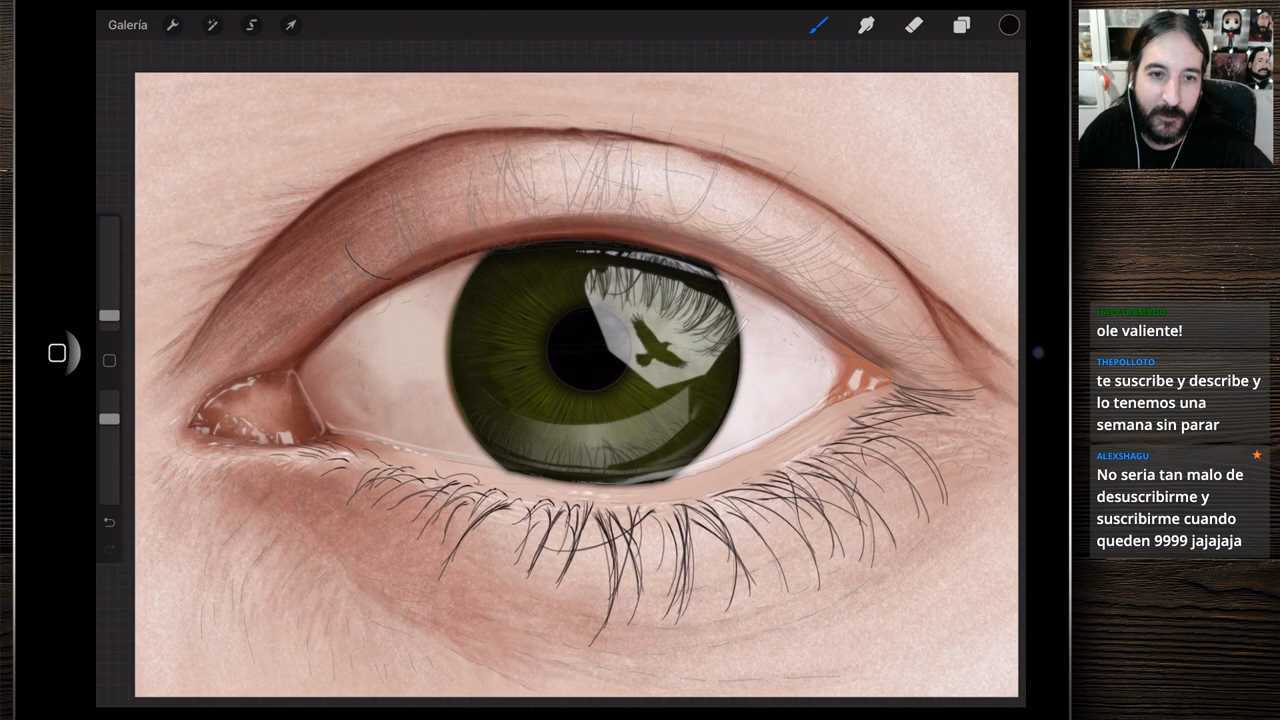 Galería
ole valiente!
THEPOLLOTO
te suscribe y describe y
lo tenemos una
semana sin parar
ALEXSHAGU
No seria tan malo de
desuscribirme y
suscribirme cuando
queden 9999 jajajaja